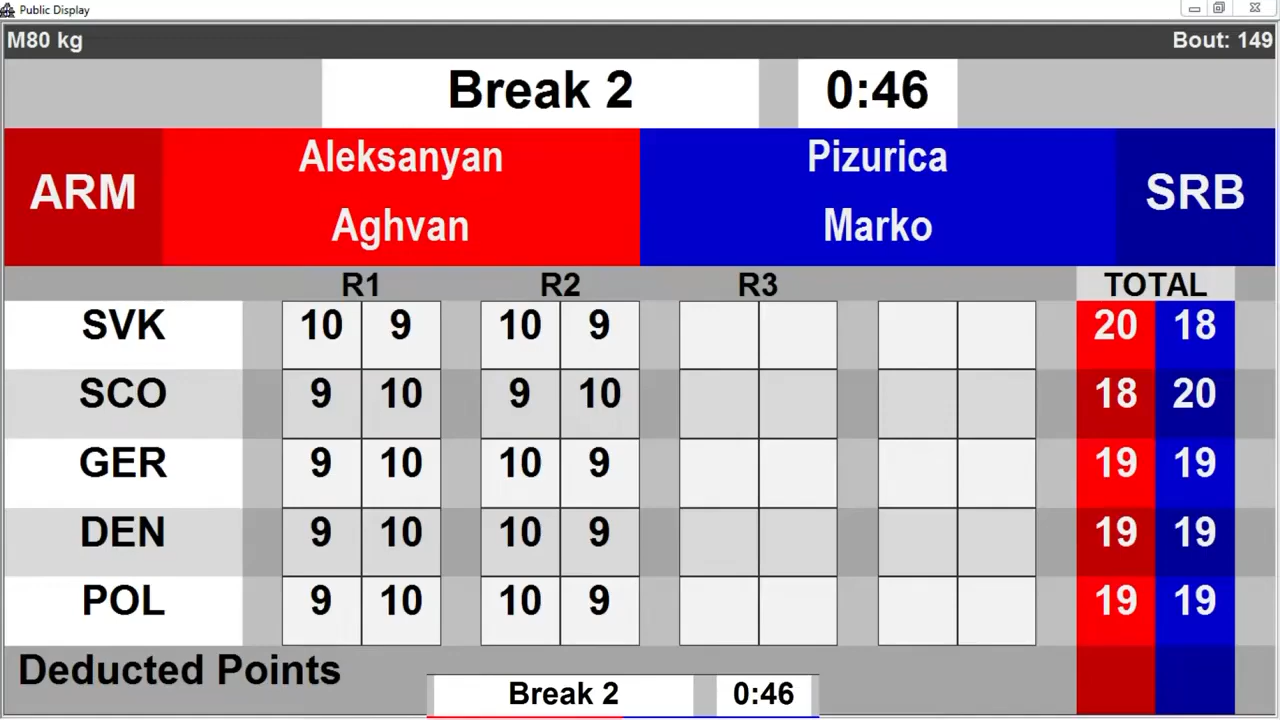 Public Display
M80 kg Bout: 149
Break 2 0:46
ARM Aleksanyan Aghvan Pizurica Marko SRB
R1 R2 R3 TOTAL
SVK 10 9 10 9 20 18
SCO 9 10 9 10 18 20
GER 9 10 10 9 19 19
DEN 9 10 10 9 19 19
POL 9 10 10 9 19 19
Deducted Points
Break 2 0:46